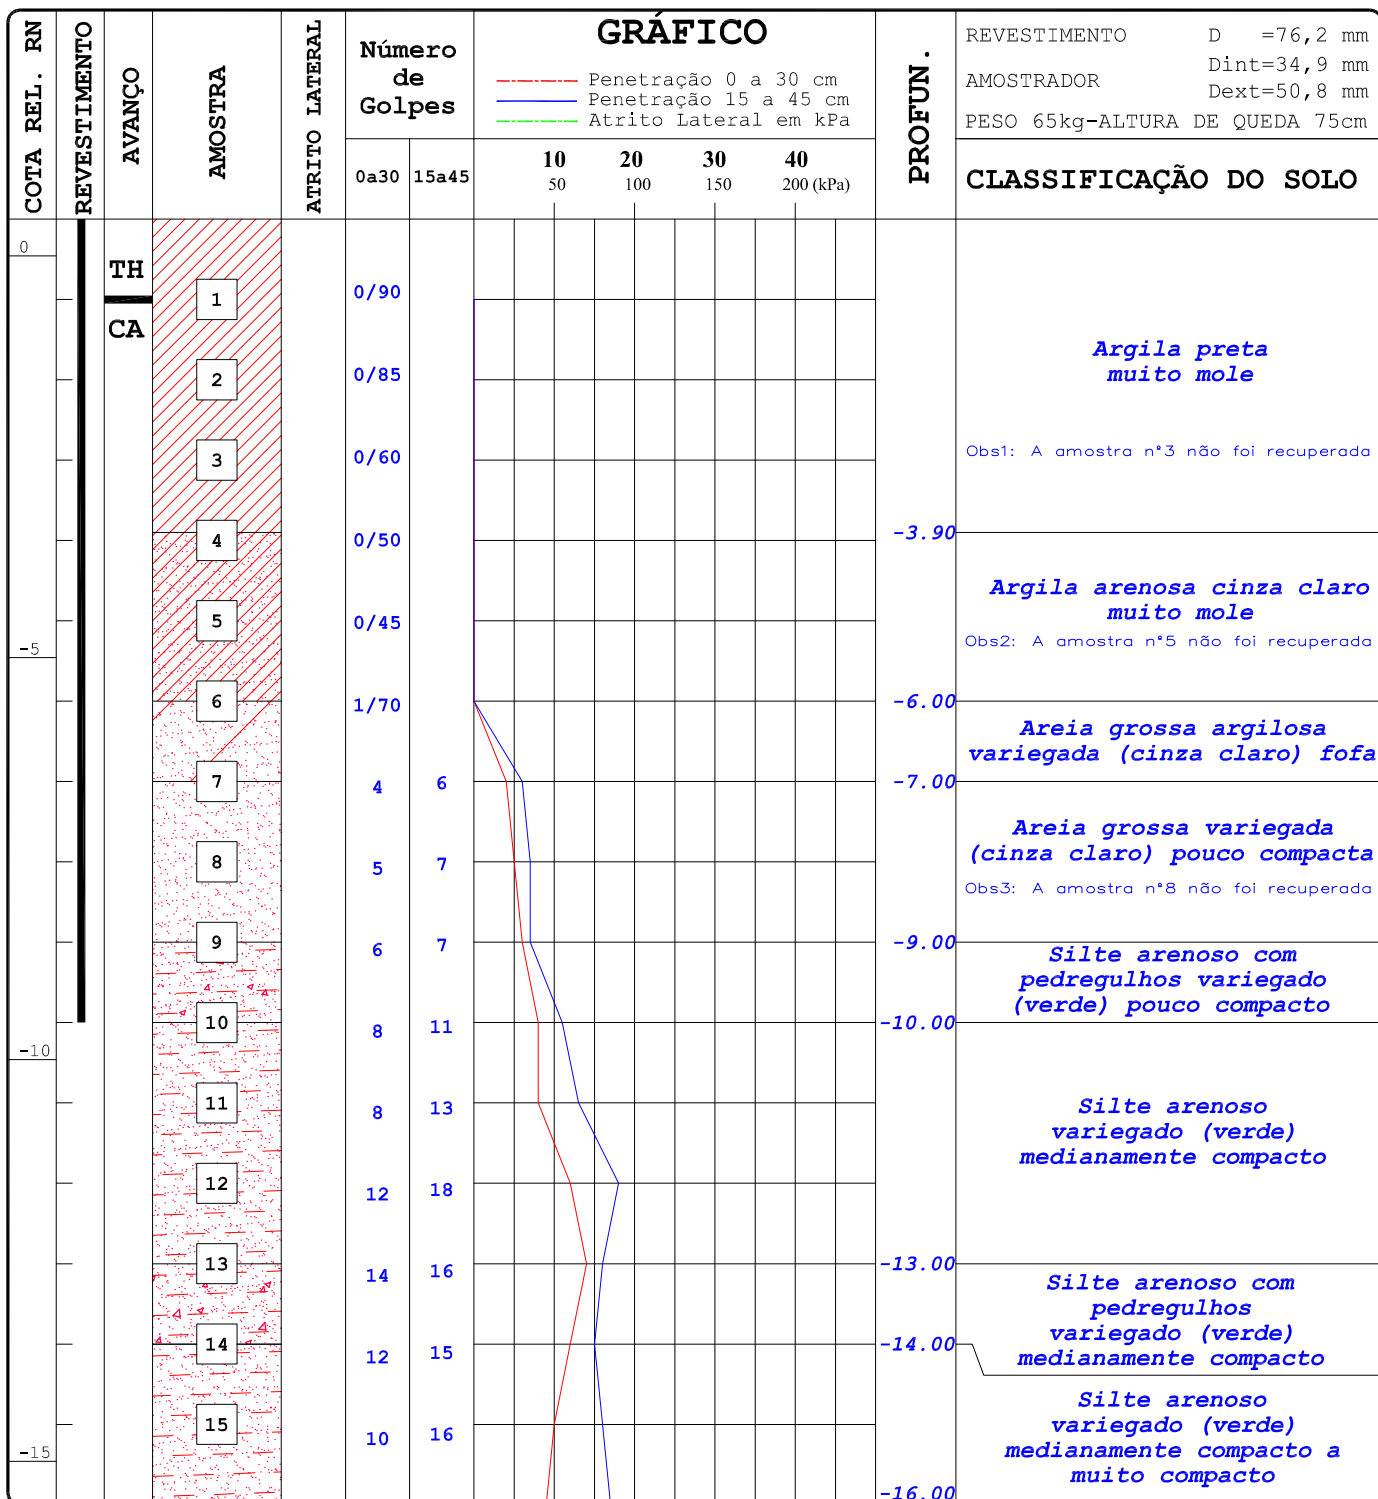 COTA REL. RN
REVESTIMENTO
AVANÇO
AMOSTRA
ATRITO LATERAL
Número
de
Golpes
0a30 15a45
GRÁFICO
Penetração 0 a 30 cm
Penetração 15 a 45 cm
Atrito Lateral em kPa
10 20 30 40
50 100 150 200 (kPa)
PROFUN.
REVESTIMENTO D =76,2 mm
AMOSTRADOR Dint=34,9 mm
Dext=50,8 mm
PESO 65kg-ALTURA DE QUEDA 75cm
CLASSIFICAÇÃO DO SOLO
0
TH
1 0/90
CA
Argila preta
muito mole
2 0/85
3 0/60
Obs1: A amostra n°3 não foi recuperada
4 0/50 -3.90
Argila arenosa cinza claro
muito mole
5 0/45
Obs2: A amostra n°5 não foi recuperada
-5
6 1/70 -6.00
Areia grossa argilosa
variegada (cinza claro) fofa
7 4 6 -7.00
Areia grossa variegada
(cinza claro) pouco compacta
8 5 7
Obs3: A amostra n°8 não foi recuperada
9 6 7 -9.00
Silte arenoso com
pedregulhos variegado
(verde) pouco compacto
10 8 11 -10.00
-10
11 8 13
Silte arenoso
variegado (verde)
medianamente compacto
12 12 18
13 14 16 -13.00
Silte arenoso com
pedregulhos
variegado (verde)
medianamente compacto
14 12 15 -14.00
Silte arenoso
variegado (verde)
medianamente compacto a
muito compacto
15 10 16
-15
-16.00